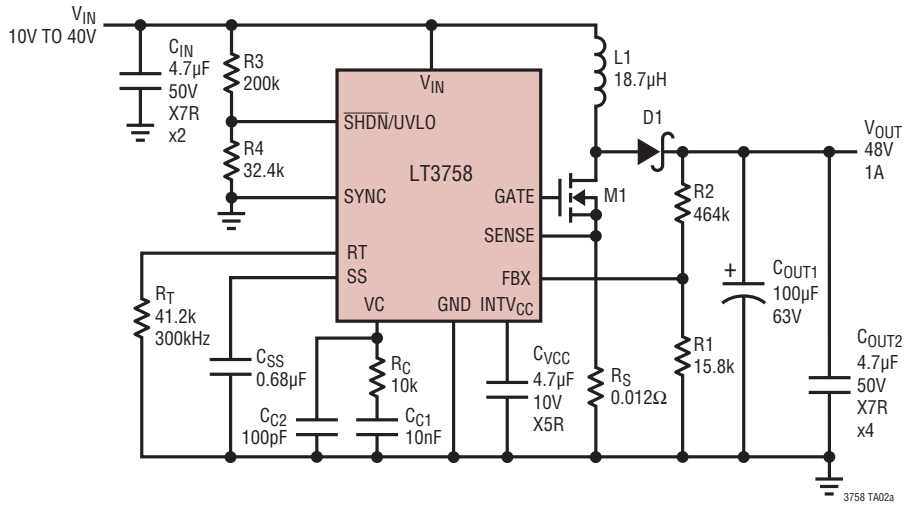 VIN
10V TO 40V
CIN
4.7µF
50V
X7R
x2
R3
200k
R4
32.4k
VIN
SHDN/UVLO
LT3758
SYNC
GATE
SENSE
RT
SS
FBX
VC
GND
INTVCC
L1
18.7µH
D1
M1
VOUT
48V
1A
R2
464k
COUT1
+
100µF
63V
R1
15.8k
COUT2
4.7µF
50V
X7R
x4
RT
41.2k
300kHz
CSS
0.68µF
RC
10k
CC2
100pF
CC1
10nF
CVCC
4.7µF
10V
X5R
RS
0.012Ω
3758 TA02a